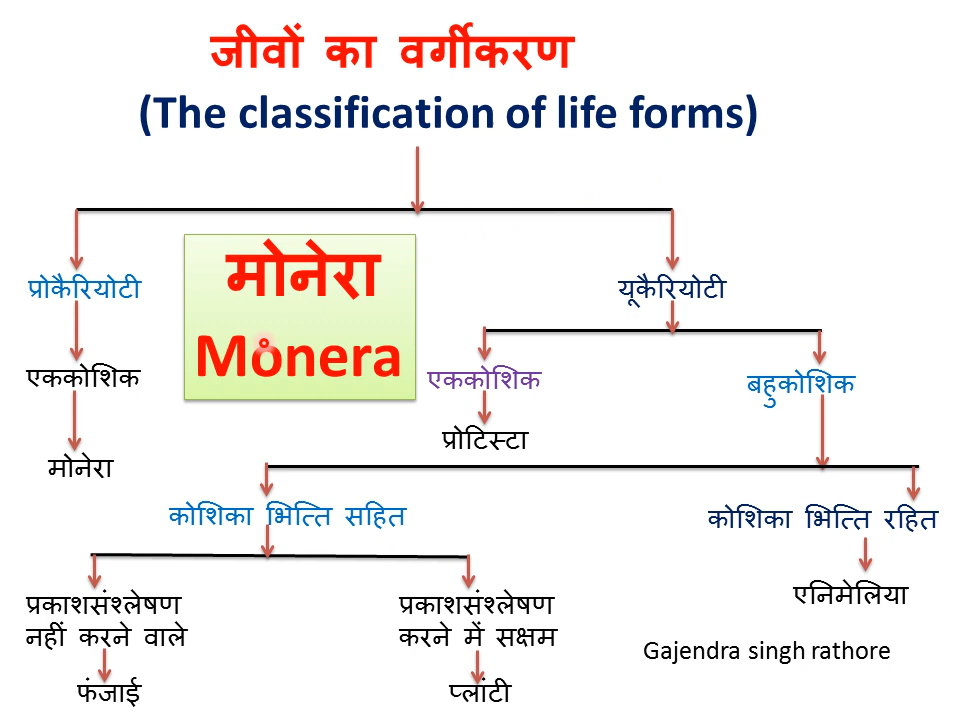 जीवों का वर्गीकरण
(The classification of life forms)
मोनेरा
Monera
प्रोकैरियोटी
यूकैरियोटी
एककोशिक
एककोशिक
बहुकोशिक
प्रोटिस्टा
मोनेरा
कोशिका भित्ति सहित
कोशिका भित्ति रहित
प्रकाशसंश्लेषण
नहीं करने वाले
प्रकाशसंश्लेषण
करने में सक्षम
एनिमेलिया
Gajendra singh rathore
फंजाई
प्लांटी